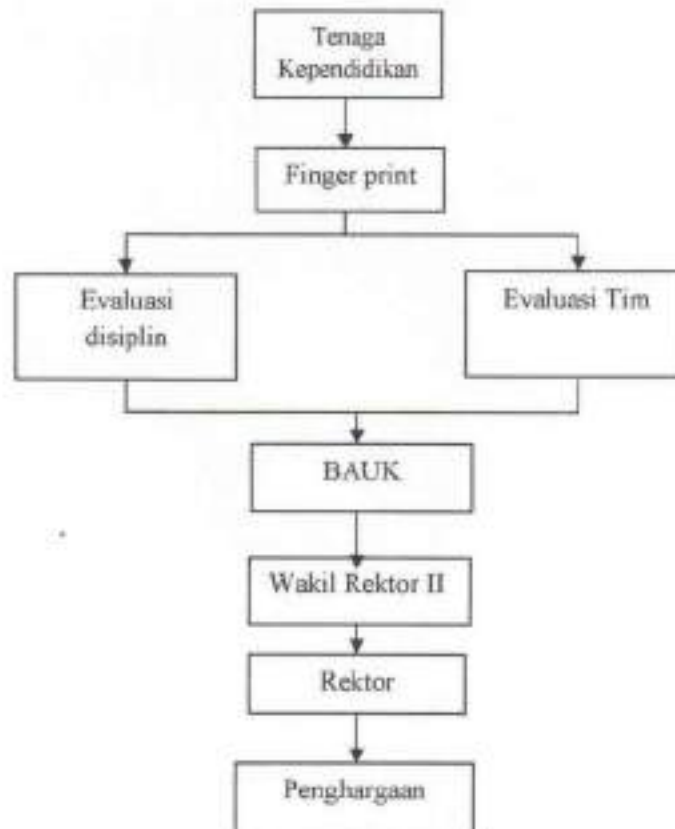 Tenaga
Kependidikan
Finger print
Evaluasi
disiplin
Evaluasi Tim
BAUK
Wakil Rektor II
Rektor
Penghargaan